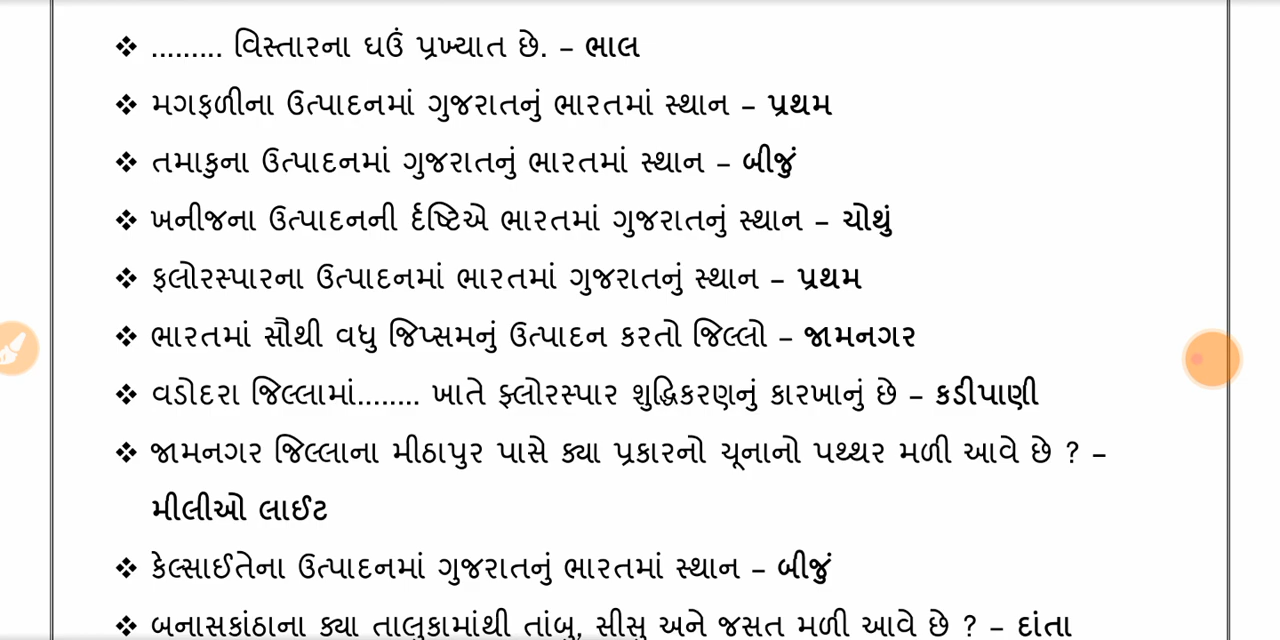 ❖ ......... વિસ્તારના ઘઉં પ્રખ્યાત છે. – ભાલ
❖ મગફળીના ઉત્પાદનમાં ગુજરાતનું ભારતમાં સ્થાન – પ્રથમ
❖ તમાકુના ઉત્પાદનમાં ગુજરાતનું ભારતમાં સ્થાન – બીજું
❖ ખનીજના ઉત્પાદનની ર્દષ્ટિએ ભારતમાં ગુજરાતનું સ્થાન – ચોથું
❖ ફલોરસ્પારના ઉત્પાદનમાં ભારતમાં ગુજરાતનું સ્થાન – પ્રથમ
❖ ભારતમાં સૌથી વધુ જિપ્સમનું ઉત્પાદન કરતો જિલ્લો – જામનગર
❖ વડોદરા જિલ્લામાં........ ખાતે ફ્લોરસ્પાર શુદ્ધિકરણનું કારખાનું છે – કડીપાણી
❖ જામનગર જિલ્લાના મીઠાપુર પાસે ક્યા પ્રકારનો ચૂનાનો પથ્થર મળી આવે છે ? –
મીલીઓ લાઈટ
❖ કેલ્સાઈતેના ઉત્પાદનમાં ગુજરાતનું ભારતમાં સ્થાન – બીજું
❖ બનાસકાંઠાના ક્યા તાલુકામાંથી તાંબુ, સીસુ અને જસત મળી આવે છે ? – દાંતા